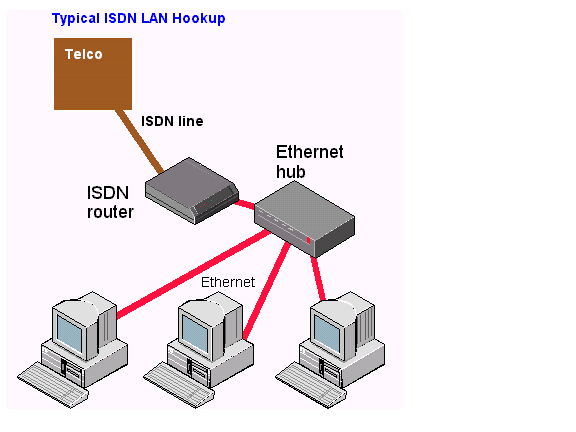 Typical ISDN LAN Hookup
Telco
ISDN line
Ethernet
hub
ISDN
router
Ethernet